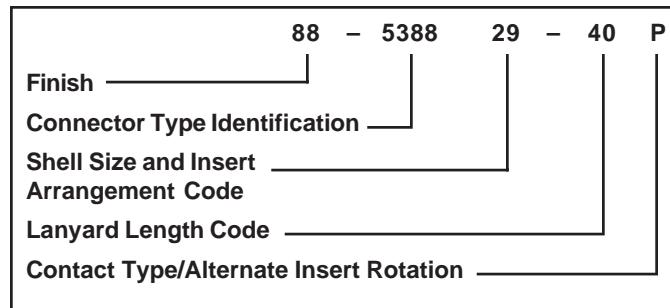 88 – 5388 29 – 40 P
Finish
Connector Type Identification
Shell Size and Insert
Arrangement Code
Lanyard Length Code
Contact Type/Alternate Insert Rotation